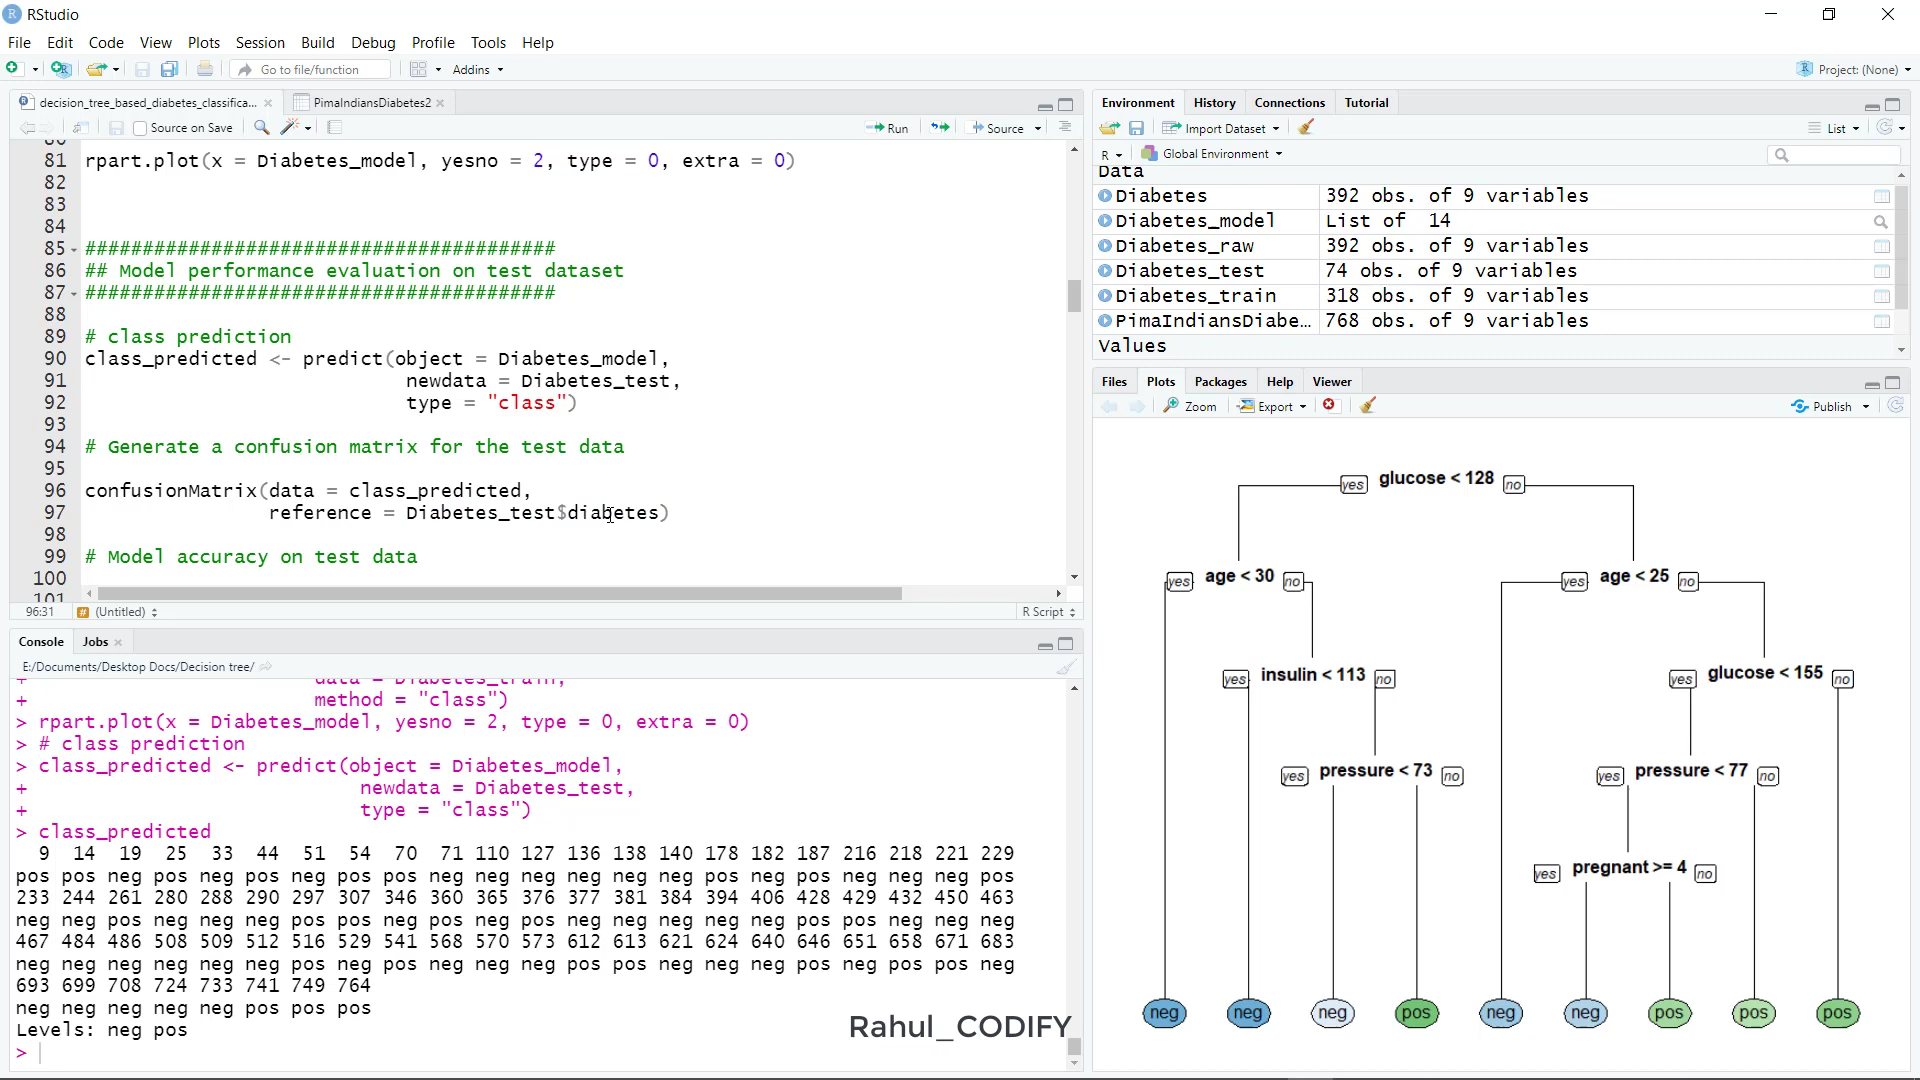 RStudio
File Edit Code View Plots Session Build Debug Profile Tools Help
Go to file/function Addins Project: (None)
decision_tree_based_diabetes_classifica... PimaIndiansDiabetes2
Source on Save Run Source
81 rpart.plot(x = Diabetes_model, yesno = 2, type = 0, extra = 0)
82
83
84
85 #########################################
86 ## Model performance evaluation on test dataset
87 #########################################
88
89 # class prediction
90 class_predicted <- predict(object = Diabetes_model,
91 newdata = Diabetes_test,
92 type = "class")
93
94 # Generate a confusion matrix for the test data
95
96 confusionMatrix(data = class_predicted,
97 reference = Diabetes_test$diabetes)
98
99 # Model accuracy on test data
100
101
96:31 (Untitled) R Script
Console Jobs
E:/Documents/Desktop Docs/Decision tree/
+ data = Diabetes_train,
+ method = "class")
> rpart.plot(x = Diabetes_model, yesno = 2, type = 0, extra = 0)
> # class prediction
> class_predicted <- predict(object = Diabetes_model,
+ newdata = Diabetes_test,
+ type = "class")
> class_predicted
9 14 19 25 33 44 51 54 70 71 110 127 136 138 140 178 182 187 216 218 221 229
pos pos neg pos neg pos neg pos pos neg neg neg neg neg neg pos neg pos neg neg neg pos
233 244 261 280 288 290 297 307 346 360 365 376 377 381 384 394 406 428 429 432 450 463
neg neg pos neg neg neg pos pos neg pos neg pos neg neg neg neg neg pos pos neg neg neg
467 484 486 508 509 512 516 529 541 568 570 573 612 613 621 624 640 646 651 658 671 683
neg neg neg neg neg neg pos neg pos neg neg neg pos pos neg neg neg pos neg pos pos neg
693 699 708 724 733 741 749 764
neg neg neg neg neg pos pos pos
Levels: neg pos
>
Rahul_CODIFY
Environment History Connections Tutorial
Import Dataset List
R Global Environment
Data
Diabetes 392 obs. of 9 variables
Diabetes_model List of 14
Diabetes_raw 392 obs. of 9 variables
Diabetes_test 74 obs. of 9 variables
Diabetes_train 318 obs. of 9 variables
PimaIndiansDiabe... 768 obs. of 9 variables
Values
Files Plots Packages Help Viewer
Zoom Export Publish
yes glucose < 128 no
yes age < 30 no yes age < 25 no
yes insulin < 113 no yes glucose < 155 no
yes pressure < 73 no yes pressure < 77 no
yes pregnant >= 4 no
neg neg neg pos neg neg pos pos pos